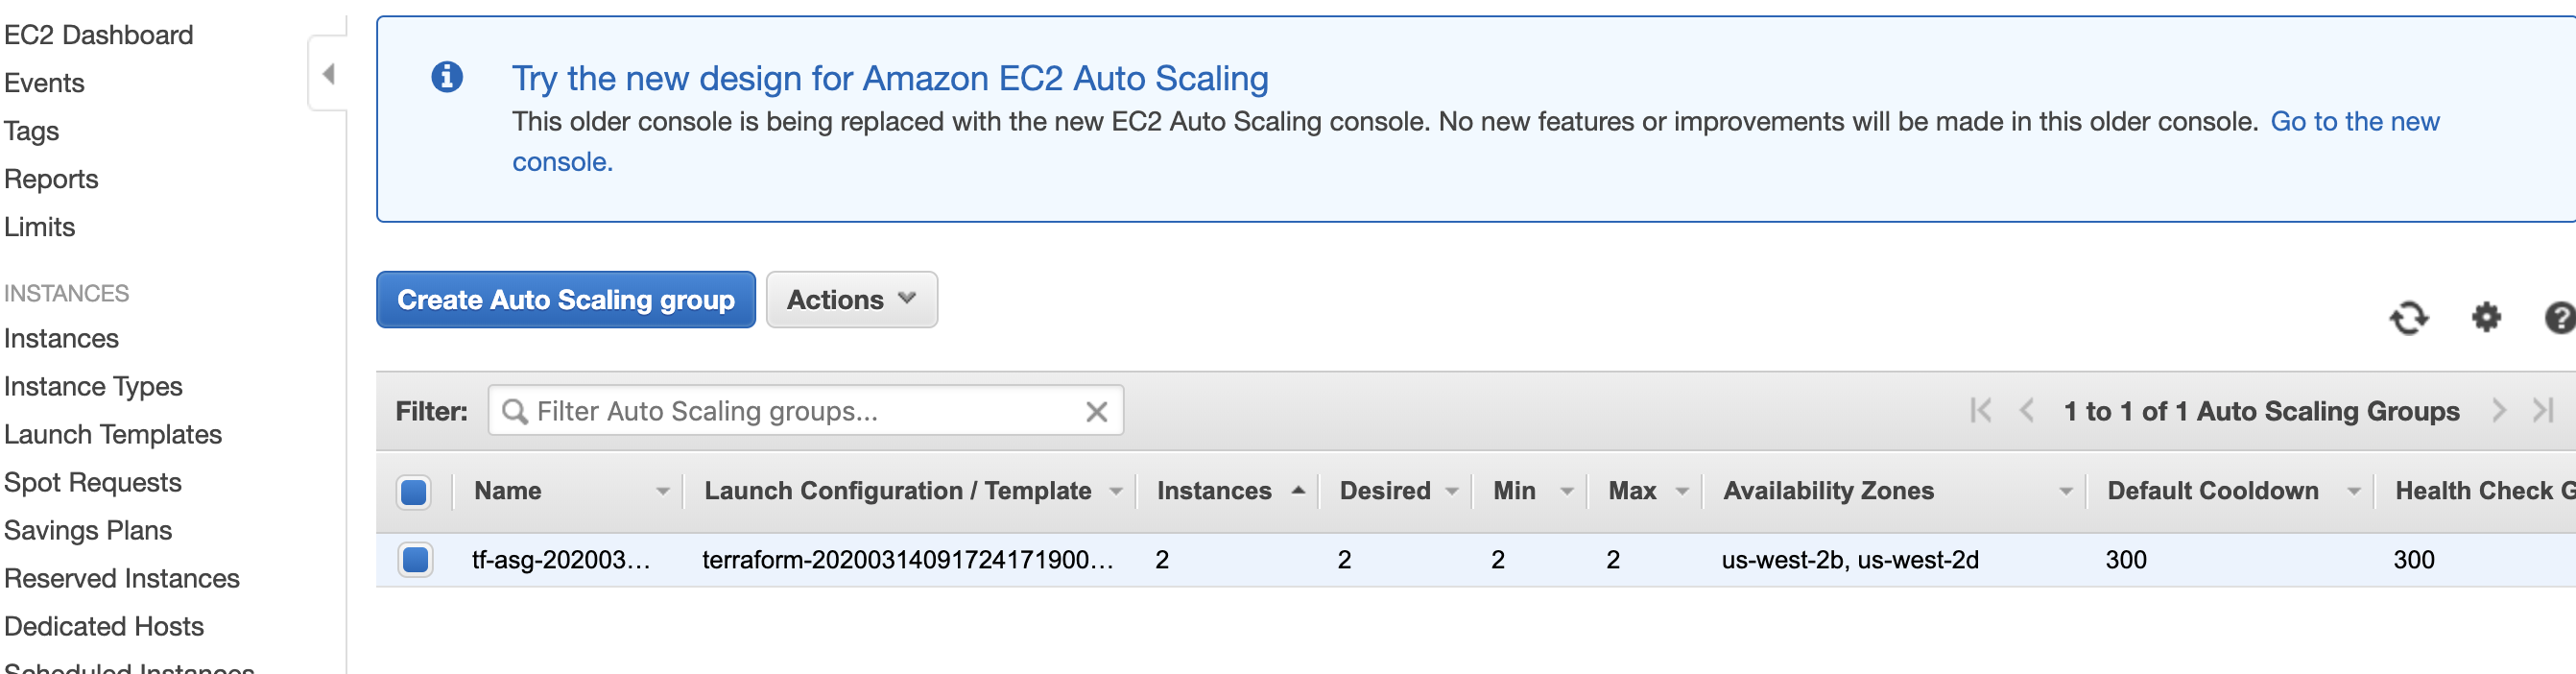 EC2 Dashboard
Events
Tags
Reports
Limits
INSTANCES
Instances
Instance Types
Launch Templates
Spot Requests
Savings Plans
Reserved Instances
Dedicated Hosts
Scheduled Instances
Try the new design for Amazon EC2 Auto Scaling
This older console is being replaced with the new EC2 Auto Scaling console. No new features or improvements will be made in this older console. Go to the new
console.
Create Auto Scaling group Actions
Filter: Filter Auto Scaling groups... 1 to 1 of 1 Auto Scaling Groups
Name Launch Configuration / Template Instances Desired Min Max Availability Zones Default Cooldown Health Check G
tf-asg-202003... terraform-20200314091724171900... 2 2 2 2 us-west-2b, us-west-2d 300 300